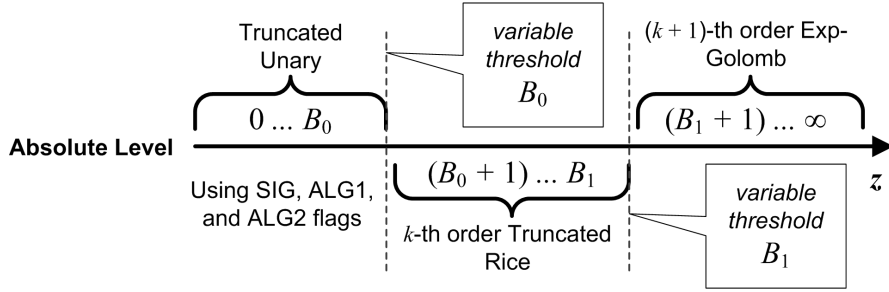 Truncated
Unary
variable
threshold
B₀
(k + 1)-th order Exp-
Golomb
0 ... B₀
(B₁ + 1) ... ∞
Absolute Level
z
Using SIG, ALG1,
and ALG2 flags
(B₀ + 1) ... B₁
k-th order Truncated
Rice
variable
threshold
B₁